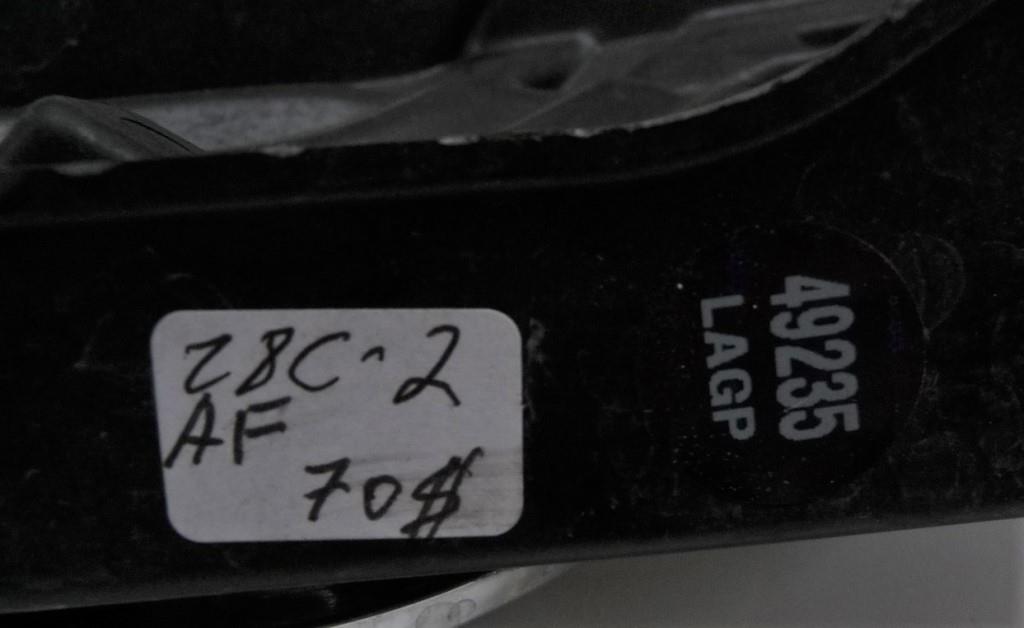 Z8C-2
AF
70$
49235
LAGP